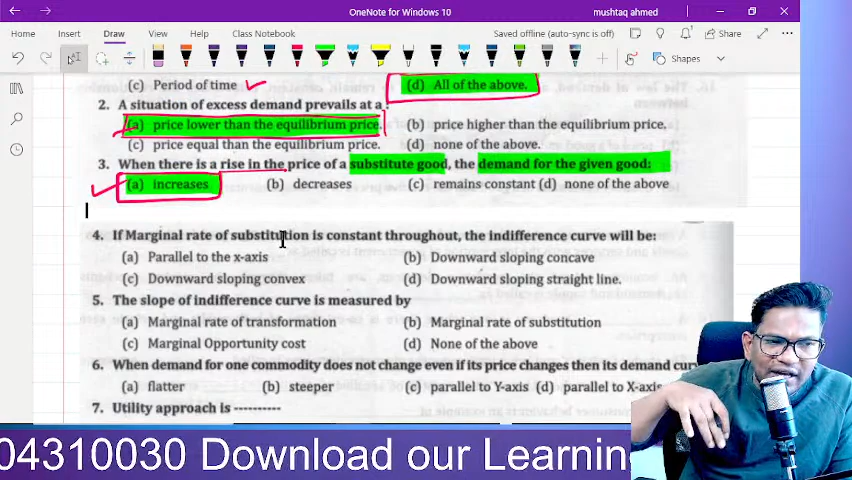 OneNote for Windows 10
mushtaq ahmed
Home Insert Draw View Help Class Notebook
Saved offline (auto-sync is off)
Share
Shapes
(c) Period of time (d) All of the above.
2. A situation of excess demand prevails at a
(a) price lower than the equilibrium price. (b) price higher than the equilibrium price.
(c) price equal than the equilibrium price. (d) none of the above.
3. When there is a rise in the price of a substitute good, the demand for the given good:
(a) increases (b) decreases (c) remains constant (d) none of the above
4. If Marginal rate of substitution is constant throughout, the indifference curve will be:
(a) Parallel to the x-axis (b) Downward sloping concave
(c) Downward sloping convex (d) Downward sloping straight line.
5. The slope of indifference curve is measured by
(a) Marginal rate of transformation (b) Marginal rate of substitution
(c) Marginal Opportunity cost (d) None of the above
6. When demand for one commodity does not change even if its price changes then its demand cur
(a) flatter (b) steeper (c) parallel to Y-axis (d) parallel to X-axis
7. Utility approach is ----------
04310030 Download our Learnin